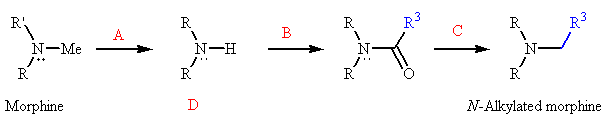 R' N Me R
A
R N H R
B
R N R R³ O
C
R N R R³
Morphine
D
N-Alkylated morphine